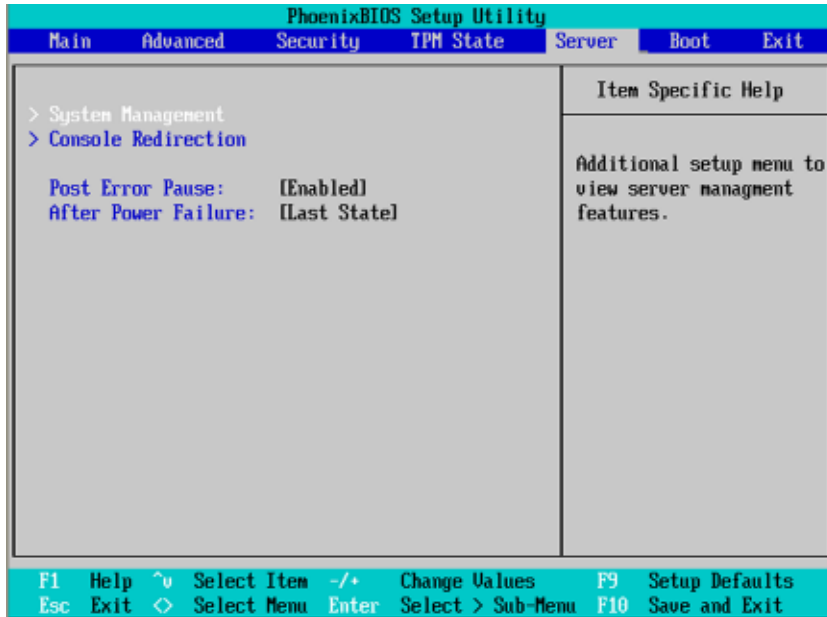 PhoenixBIOS Setup Utility
Main Advanced Security TPM State Server Boot Exit
Item Specific Help
> System Management
> Console Redirection
Post Error Pause: [Enabled]
After Power Failure: [Last State]
Additional setup menu to
view server managment
features.
F1 Help ^v Select Item -/+ Change Values F9 Setup Defaults
Esc Exit <> Select Menu Enter Select > Sub-Menu F10 Save and Exit